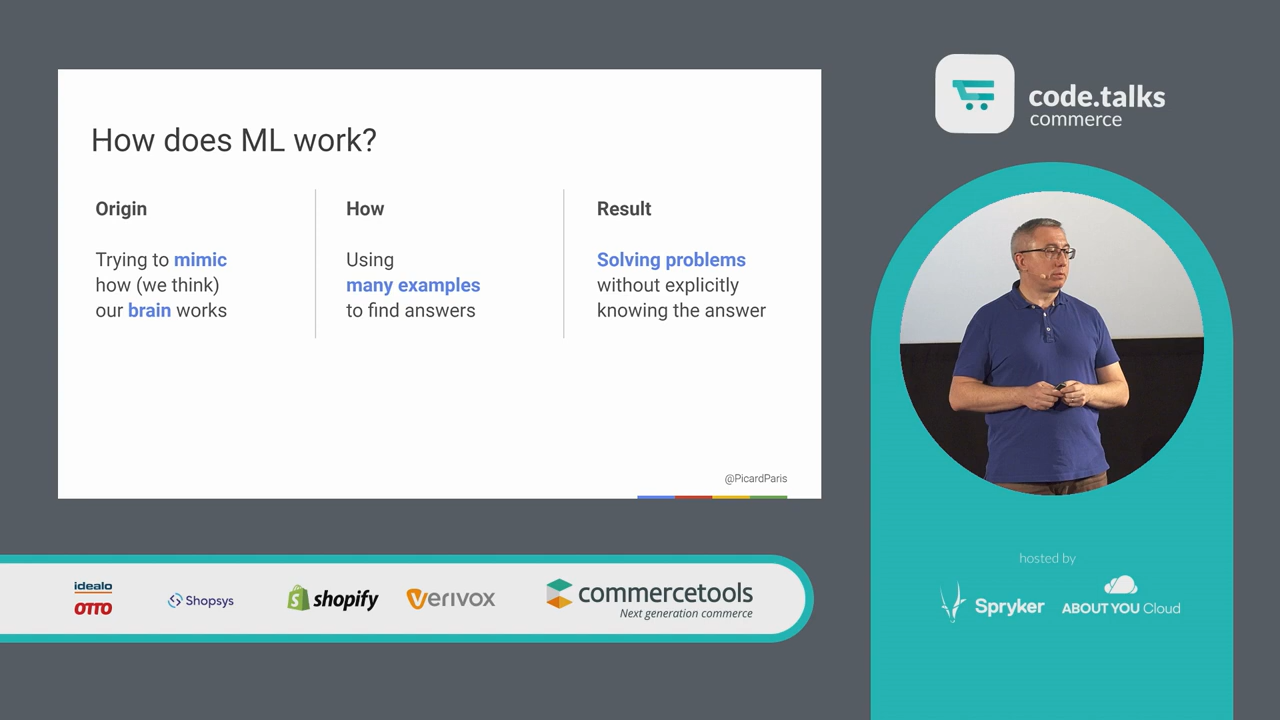 How does ML work?
Origin
Trying to mimic
how (we think)
our brain works
How
Using
many examples
to find answers
Result
Solving problems
without explicitly
knowing the answer
@PicardParis
code.talks
commerce
hosted by
Spryker
ABOUT YOU Cloud
idealo
OTTO
Shopsys
shopify
VERIVOX
commercetools
Next generation commerce